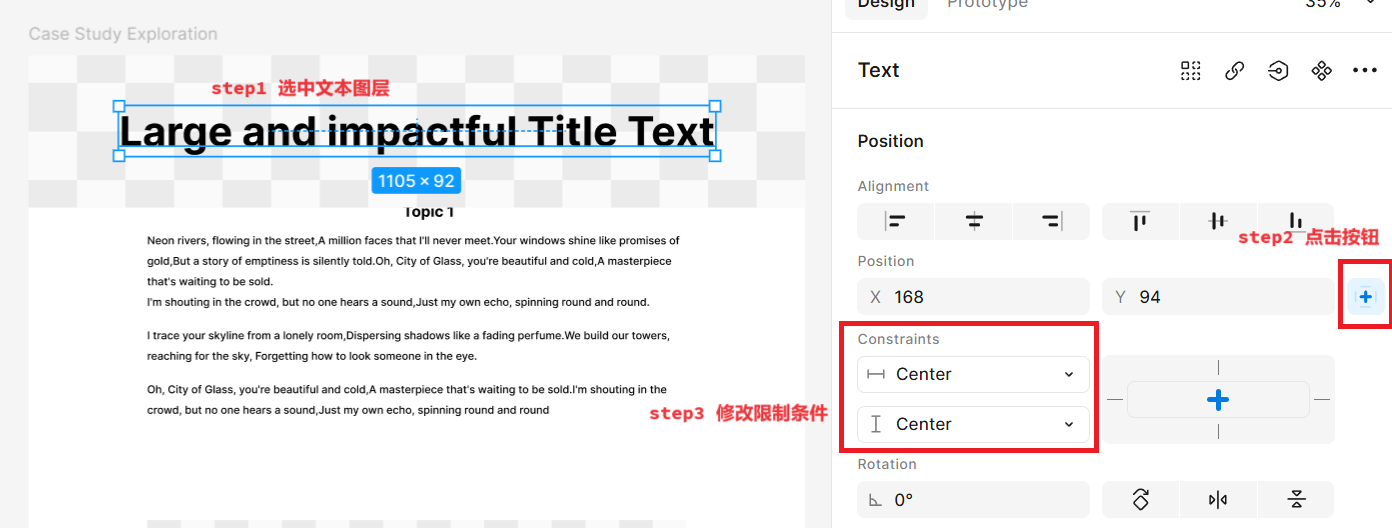 Case Study Exploration
step1 选中文本图层
Large and impactful Title Text
1105 × 92
Topic 1
Neon rivers, flowing in the street,A million faces that I'll never meet.Your windows shine like promises of
gold,But a story of emptiness is silently told.Oh, City of Glass, you're beautiful and cold,A masterpiece
that's waiting to be sold.
I'm shouting in the crowd, but no one hears a sound,Just my own echo, spinning round and round.
I trace your skyline from a lonely room,Dispersing shadows like a fading perfume.We build our towers,
reaching for the sky, Forgetting how to look someone in the eye.
Oh, City of Glass, you're beautiful and cold,A masterpiece that's waiting to be sold.I'm shouting in the
crowd, but no one hears a sound,Just my own echo, spinning round and round
Design Prototype 35%
Text
Position
Alignment
step2 点击按钮
Position
X 168 Y 94
Constraints
Center
step3 修改限制条件
Center
Rotation
0°